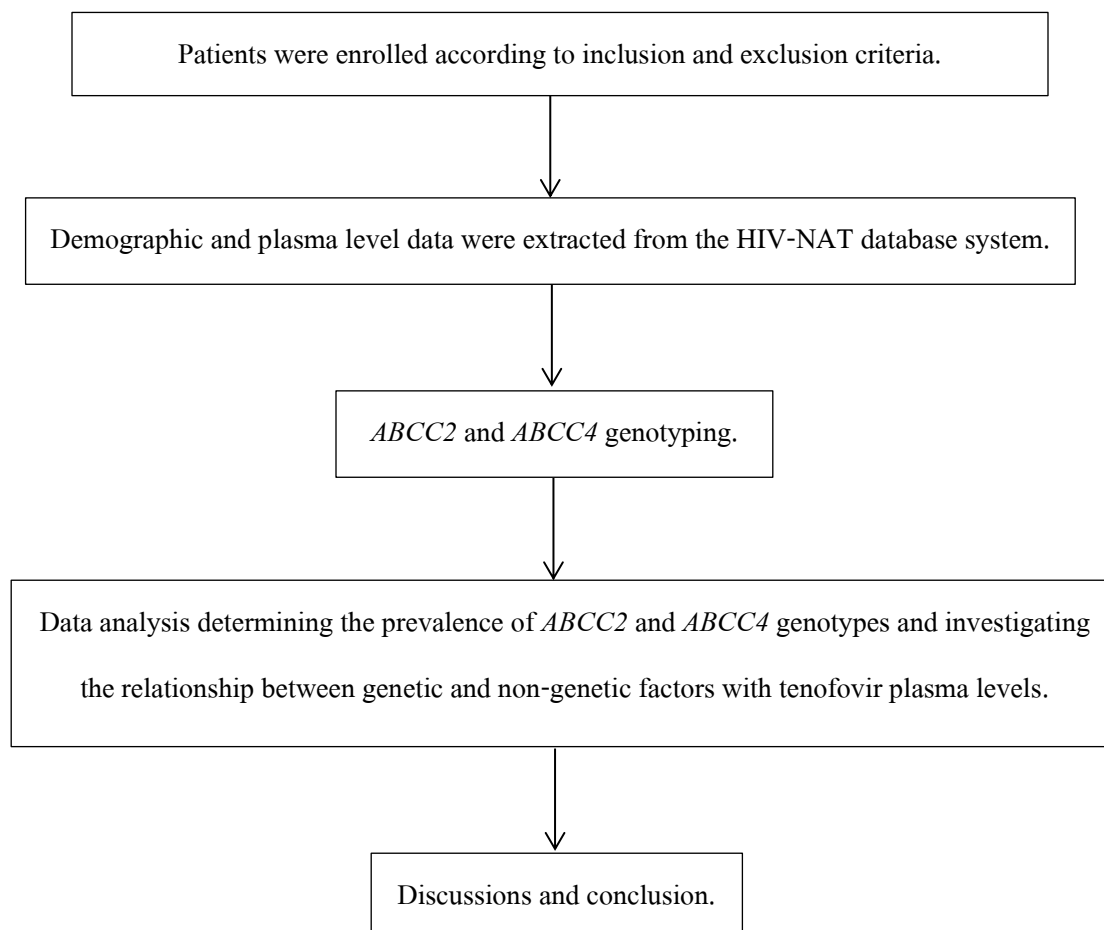 Patients were enrolled according to inclusion and exclusion criteria.
Demographic and plasma level data were extracted from the HIV-NAT database system.
ABCC2 and ABCC4 genotyping.
Data analysis determining the prevalence of ABCC2 and ABCC4 genotypes and investigating
the relationship between genetic and non-genetic factors with tenofovir plasma levels.
Discussions and conclusion.